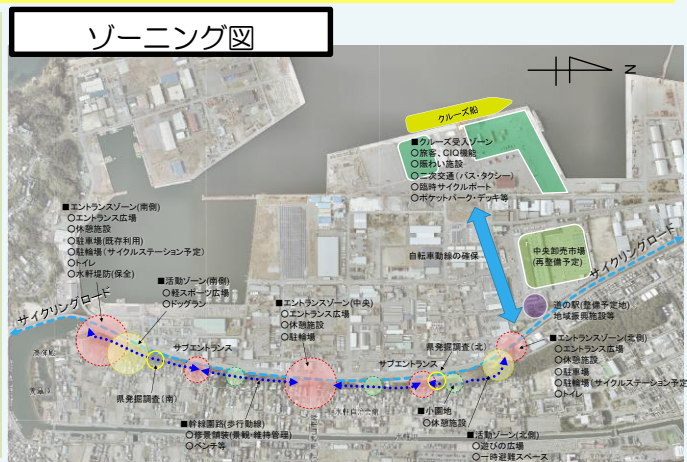 ゾーニング図
N
クルーズ船
■クルーズ受入ゾーン
○旅客、CIQ機能
○賑わい施設
○二次交通(バス・タクシー)
○臨時サイクルポート
○ポケットパーク・デッキ等
■エントランスゾーン(南側)
○エントランス広場
○休憩施設
○駐車場(既存利用)
○駐輪場(サイクルステーション予定)
○トイレ
○水軒堤防(保全)
自転車動線の確保
中央卸売市場
(再整備予定)
サイクリングロード
■活動ゾーン(南側)
○軽スポーツ広場
○ドッグラン
■エントランスゾーン(中央)
○エントランス広場
○休憩施設
○駐輪場
道の駅(整備予定地)
地域振興施設等
サイクリングロード
サブエントランス
県発掘調査(北)
サブエントランス
■エントランスゾーン(北側)
○エントランス広場
○休憩施設
○駐車場
○駐輪場(サイクルステーション予定)
○トイレ
県発掘調査(南)
■小園地
○休憩施設
■幹線園路(歩行動線)
○修景舗装(景観・維持管理)
○ベンチ等
■活動ゾーン(北側)
○遊びの広場
○一時避難スペース